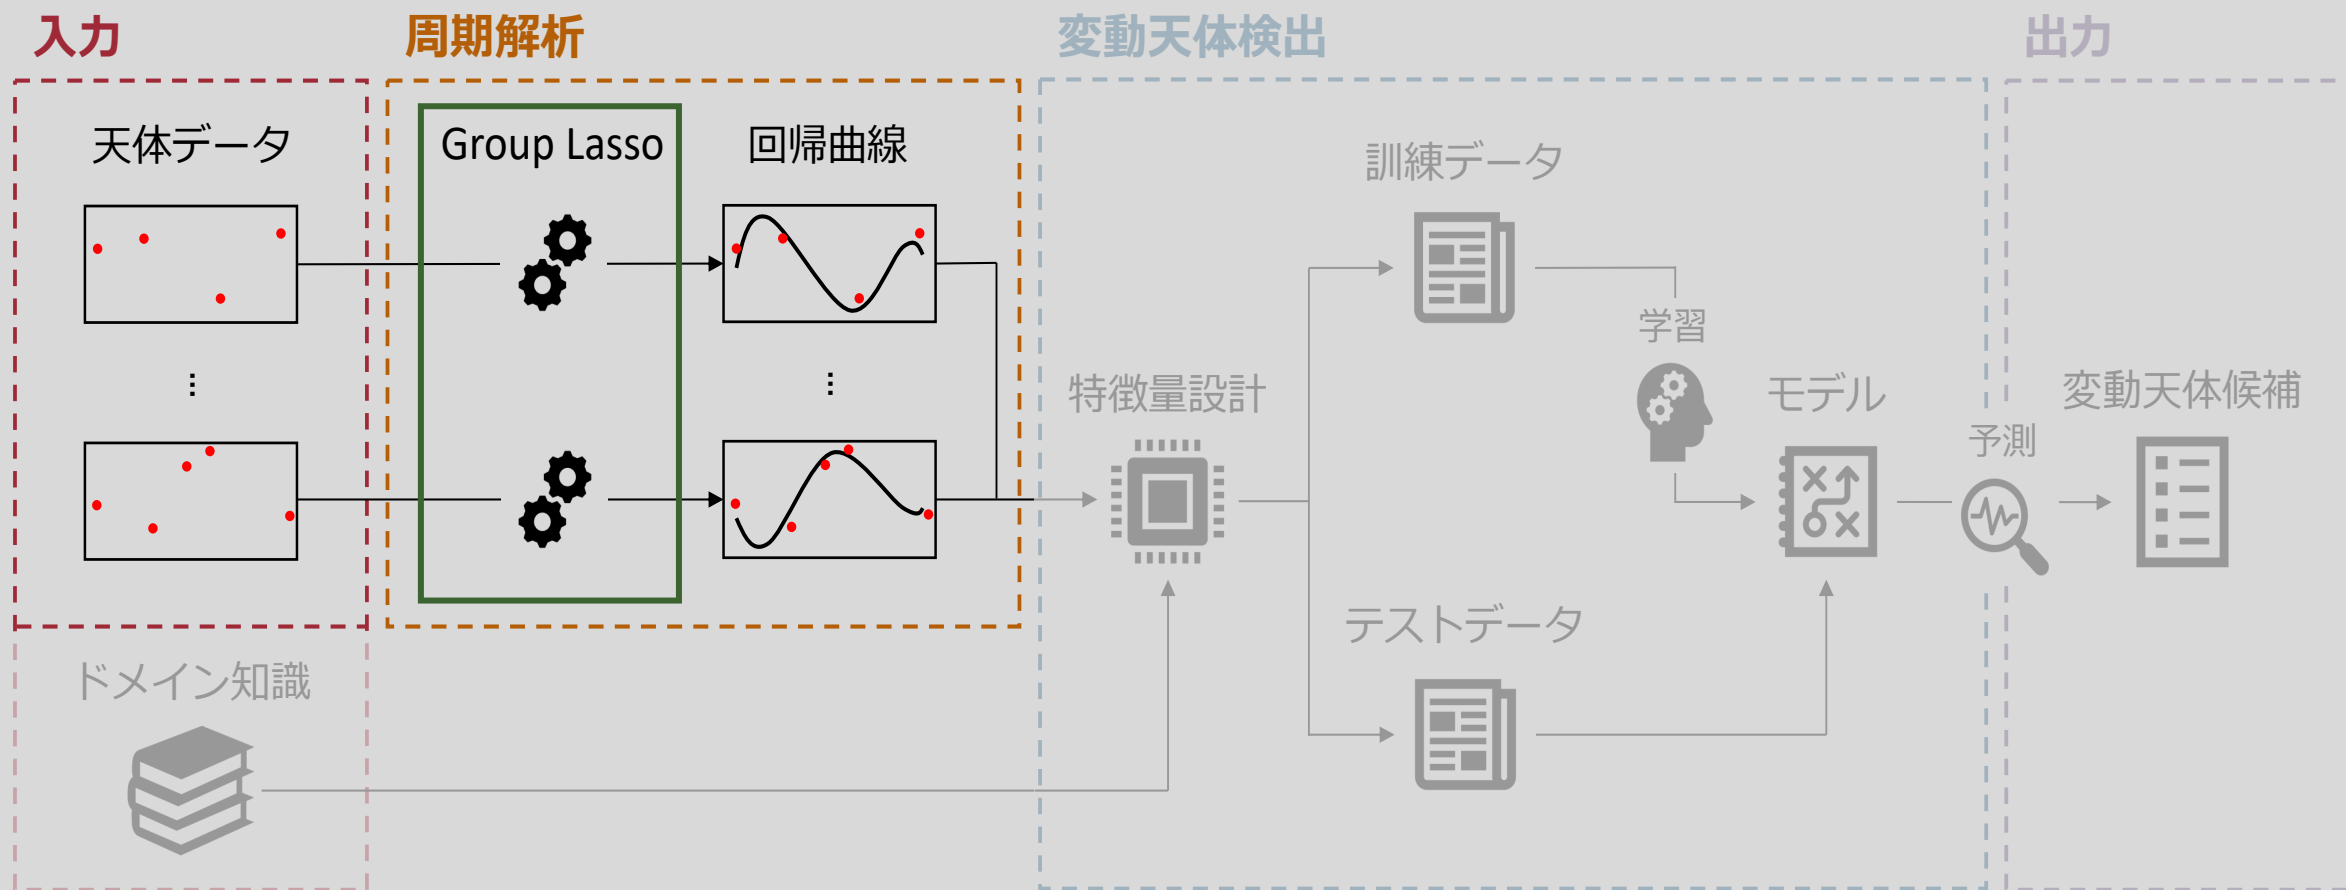 入力
周期解析
変動天体検出
出力
天体データ
Group Lasso
回帰曲線
⋮
⋮
訓練データ
学習
特徴量設計
モデル
予測
変動天体候補
テストデータ
ドメイン知識